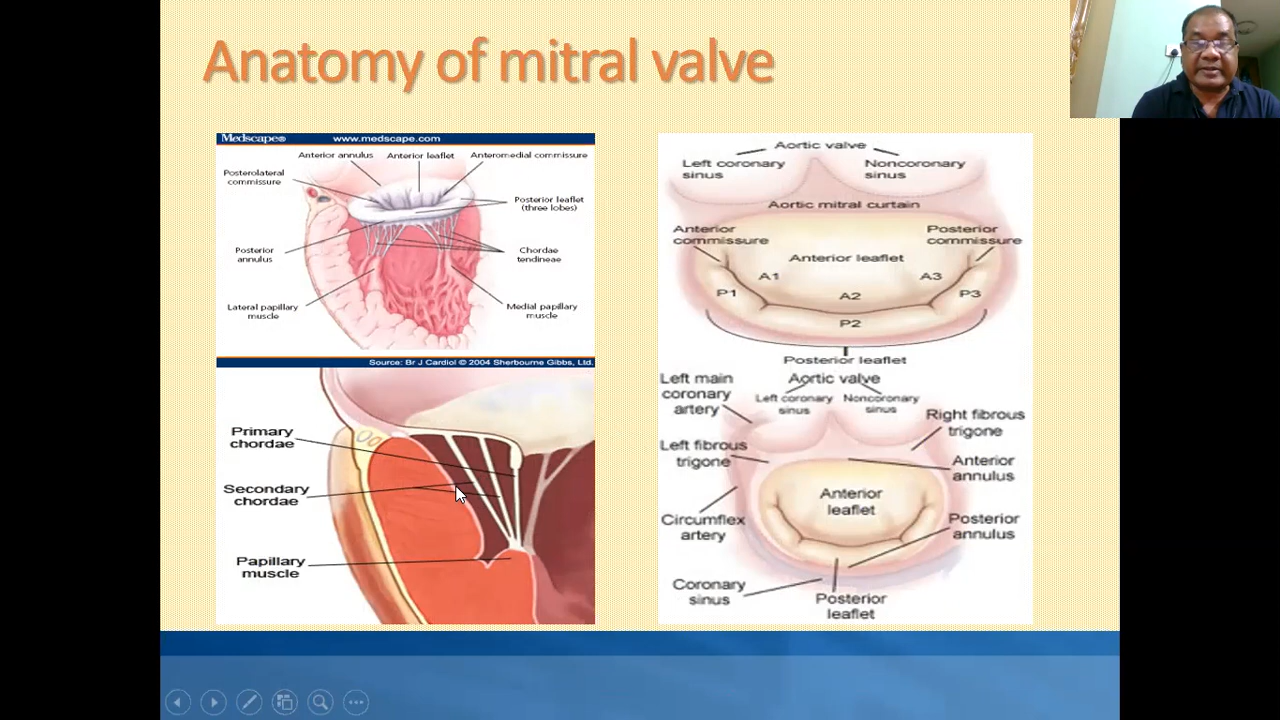 Anatomy of mitral valve
Medscape® www.medscape.com
Anterior annulus
Anterior leaflet
Anteromedial commissure
Posterolateral
commissure
Posterior leaflet
(three lobes)
Posterior
annulus
Chordae
tendineae
Lateral papillary
muscle
Medial papillary
muscle
Source: Br J Cardiol © 2004 Sherbourne Gibbs, Ltd.
Primary
chordae
Secondary
chordae
Papillary
muscle
Aortic valve
Left coronary
sinus
Noncoronary
sinus
Aortic mitral curtain
Anterior
commissure
Posterior
commissure
Anterior leaflet
A1
A3
P1
A2
P3
P2
Posterior leaflet
Left main
coronary
artery
Aortic valve
Left coronary
sinus
Noncoronary
sinus
Right fibrous
trigone
Left fibrous
trigone
Anterior
annulus
Anterior
leaflet
Circumflex
artery
Posterior
annulus
Coronary
sinus
Posterior
leaflet